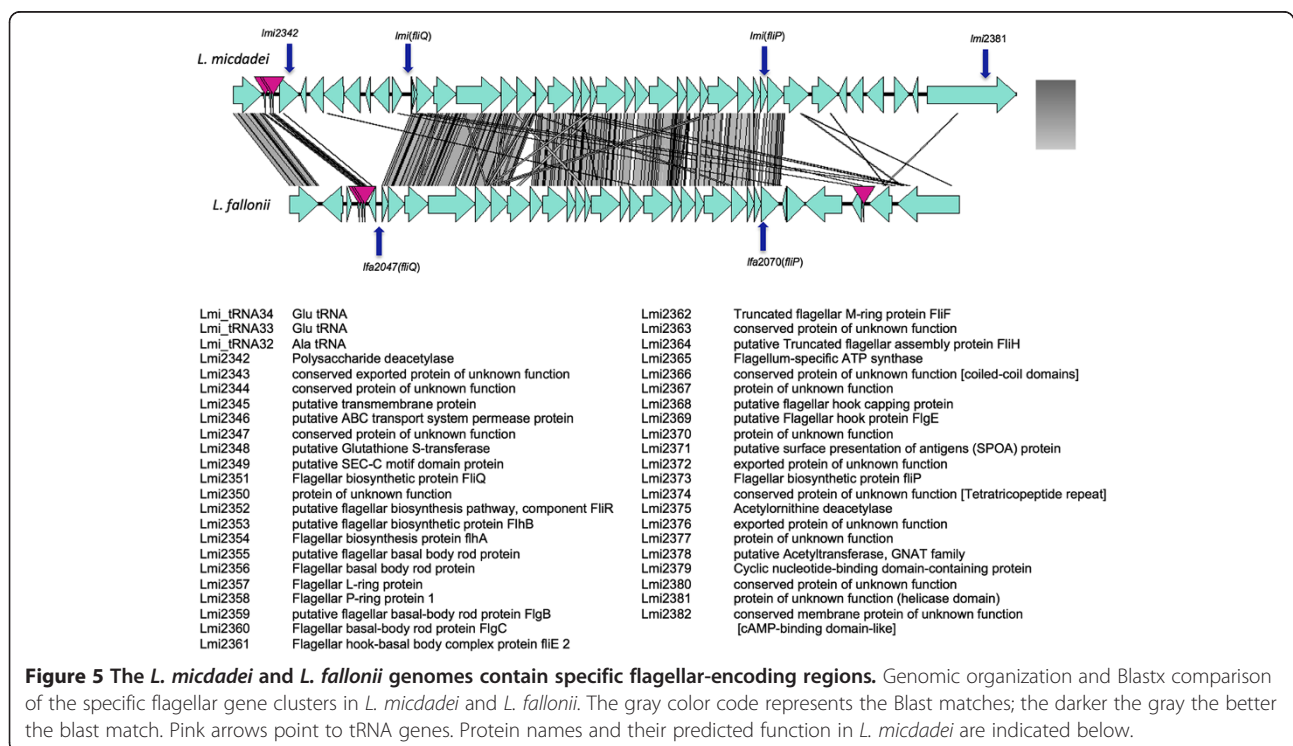 lmi2342
lmi(fliQ)
lmi(fliP)
lmi2381
L. micdadei
L. fallonii
lfa2047(fliQ)
lfa2070(fliP)
Lmi_tRNA34 Glu tRNA
Lmi_tRNA33 Glu tRNA
Lmi_tRNA32 Ala tRNA
Lmi2342 Polysaccharide deacetylase
Lmi2343 conserved exported protein of unknown function
Lmi2344 conserved protein of unknown function
Lmi2345 putative transmembrane protein
Lmi2346 putative ABC transport system permease protein
Lmi2347 conserved protein of unknown function
Lmi2348 putative Glutathione S-transferase
Lmi2349 putative SEC-C motif domain protein
Lmi2351 Flagellar biosynthetic protein FliQ
Lmi2350 protein of unknown function
Lmi2352 putative flagellar biosynthesis pathway, component FliR
Lmi2353 putative flagellar biosynthetic protein FlhB
Lmi2354 Flagellar biosynthesis protein flhA
Lmi2355 putative flagellar basal body rod protein
Lmi2356 Flagellar basal body rod protein
Lmi2357 Flagellar L-ring protein
Lmi2358 Flagellar P-ring protein 1
Lmi2359 putative flagellar basal-body rod protein FlgB
Lmi2360 Flagellar basal-body rod protein FlgC
Lmi2361 Flagellar hook-basal body complex protein fliE 2
Lmi2362 Truncated flagellar M-ring protein FliF
Lmi2363 conserved protein of unknown function
Lmi2364 putative Truncated flagellar assembly protein FliH
Lmi2365 Flagellum-specific ATP synthase
Lmi2366 conserved protein of unknown function [coiled-coil domains]
Lmi2367 protein of unknown function
Lmi2368 putative flagellar hook capping protein
Lmi2369 putative Flagellar hook protein FlgE
Lmi2370 protein of unknown function
Lmi2371 putative surface presentation of antigens (SPOA) protein
Lmi2372 exported protein of unknown function
Lmi2373 Flagellar biosynthetic protein fliP
Lmi2374 conserved protein of unknown function [Tetratricopeptide repeat]
Lmi2375 Acetylornithine deacetylase
Lmi2376 exported protein of unknown function
Lmi2377 protein of unknown function
Lmi2378 putative Acetyltransferase, GNAT family
Lmi2379 Cyclic nucleotide-binding domain-containing protein
Lmi2380 conserved protein of unknown function
Lmi2381 protein of unknown function (helicase domain)
Lmi2382 conserved membrane protein of unknown function
[cAMP-binding domain-like]
Figure 5 The L. micdadei and L. fallonii genomes contain specific flagellar-encoding regions. Genomic organization and Blastx comparison
of the specific flagellar gene clusters in L. micdadei and L. fallonii. The gray color code represents the Blast matches; the darker the gray the better
the blast match. Pink arrows point to tRNA genes. Protein names and their predicted function in L. micdadei are indicated below.